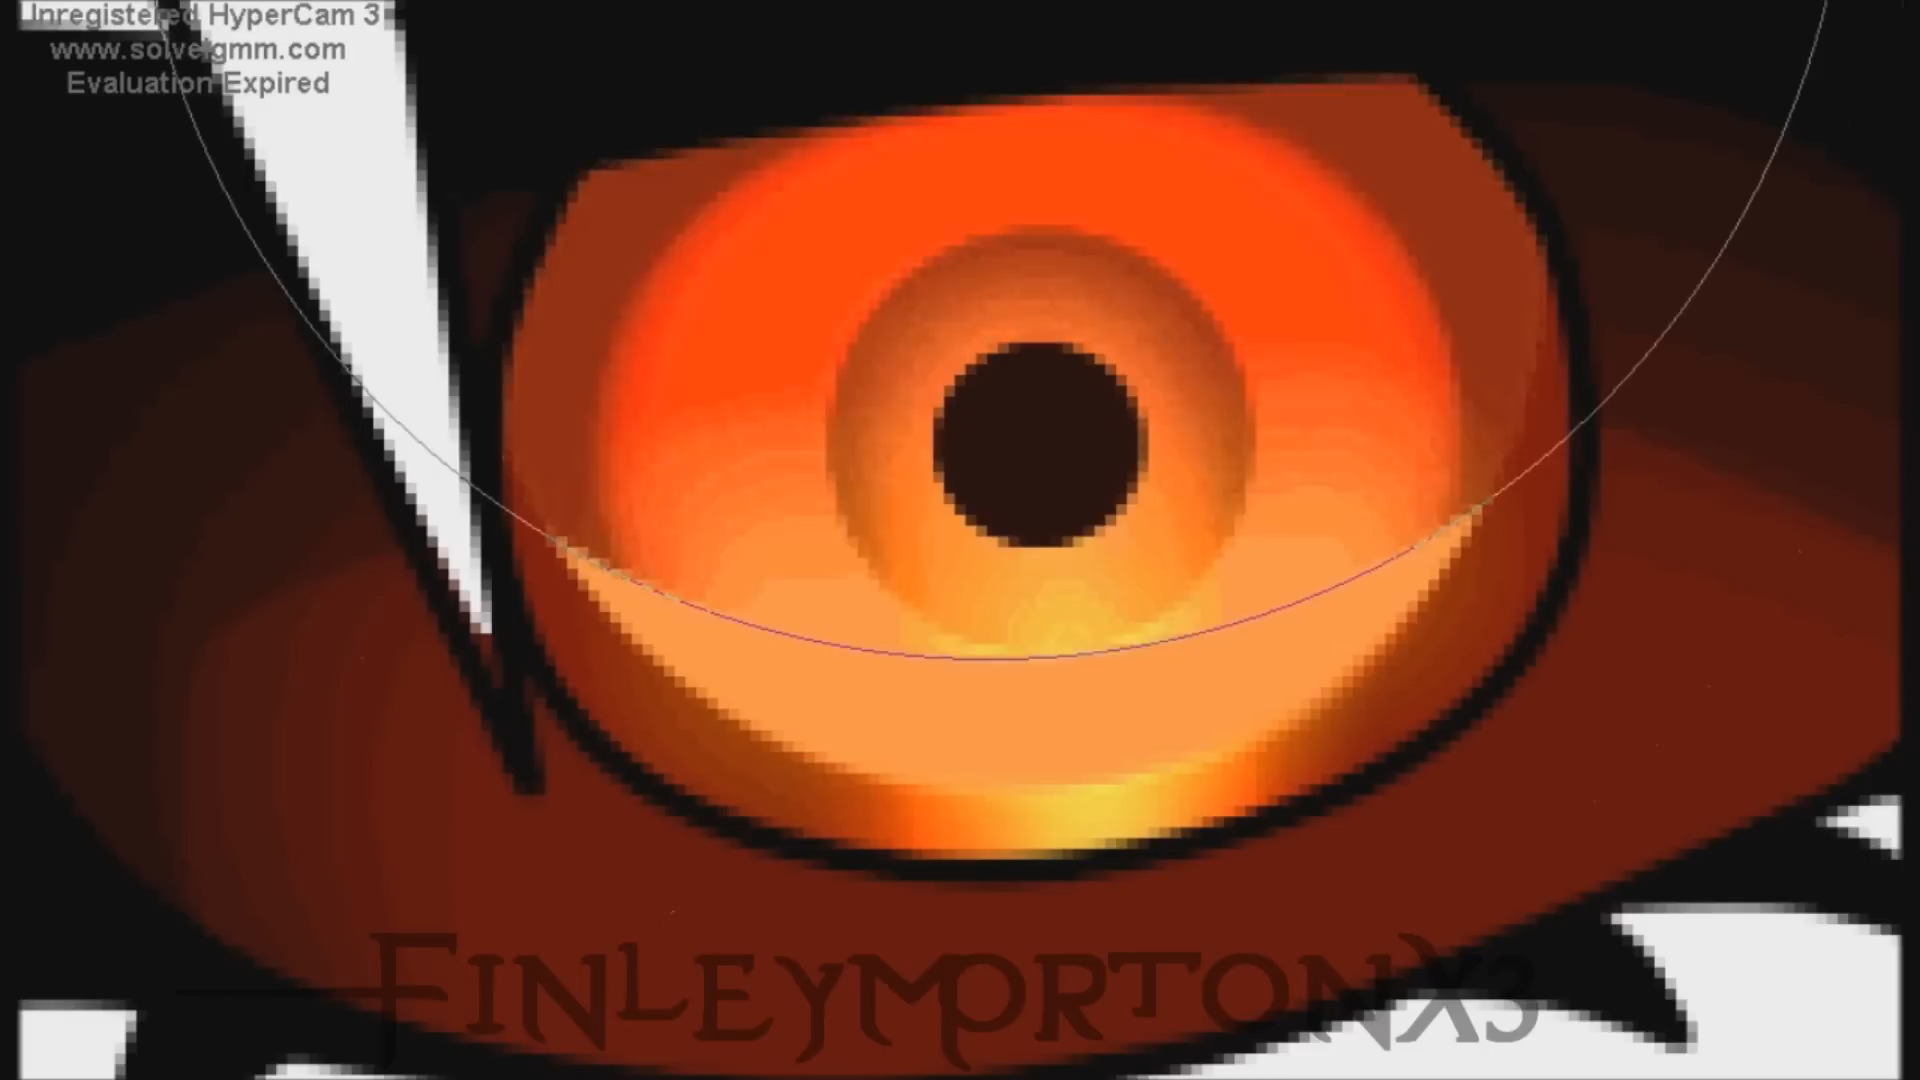 Unregistered HyperCam 3
www.solveigmm.com
Evaluation Expired
FINLEYMORTONX3